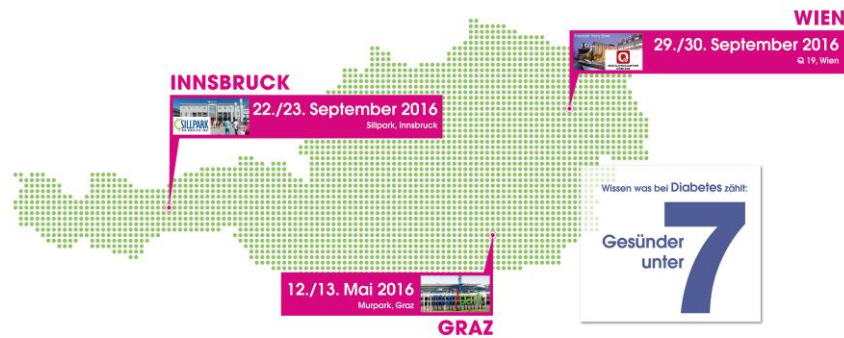 WIEN
29./30. September 2016
Q 19, Wien
INNSBRUCK
22./23. September 2016
Sillpark, Innsbruck
SILLPARK
Wissen was bei Diabetes zählt:
Gesünder
unter
7
12./13. Mai 2016
Murpark, Graz
GRAZ